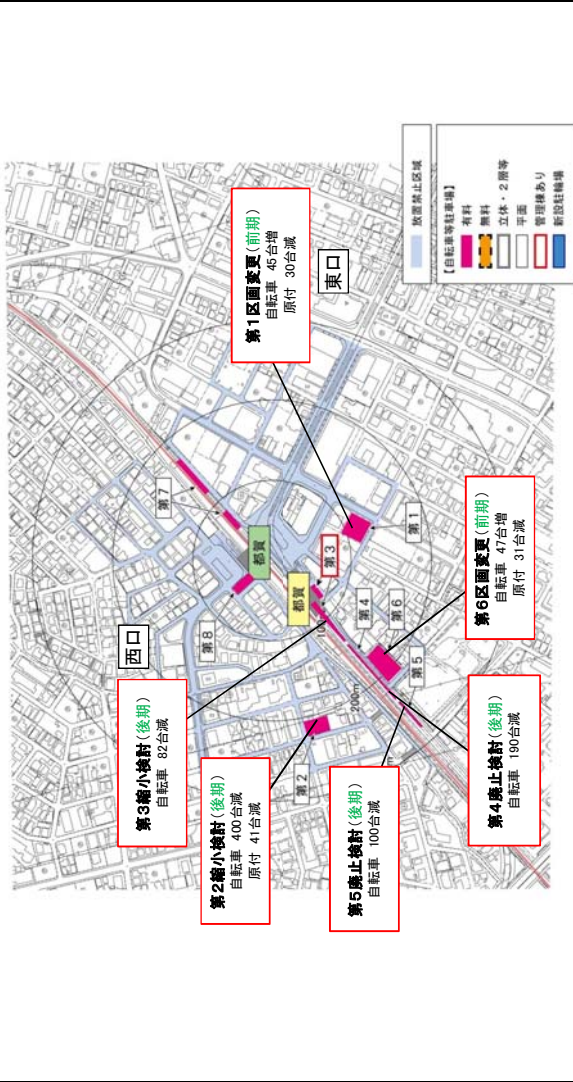 第3縮小検討(後期)
自転車 82台減
第2縮小検討(後期)
自転車 400台減
原付 41台減
第5廃止検討(後期)
自転車 100台減
第4廃止検討(後期)
自転車 190台減
第1区画変更(前期)
自転車 45台増
原付 30台減
第6区画変更(前期)
自転車 47台増
原付 31台減
西口
東口
第7
第8
都賀
都賀
第3
第1
第4
第6
第5
第2
100
200m
m
放置禁止区域
【自転車等駐車場】
有料
無料
立体・2層等
平面
管理棟あり
新設駐輪場